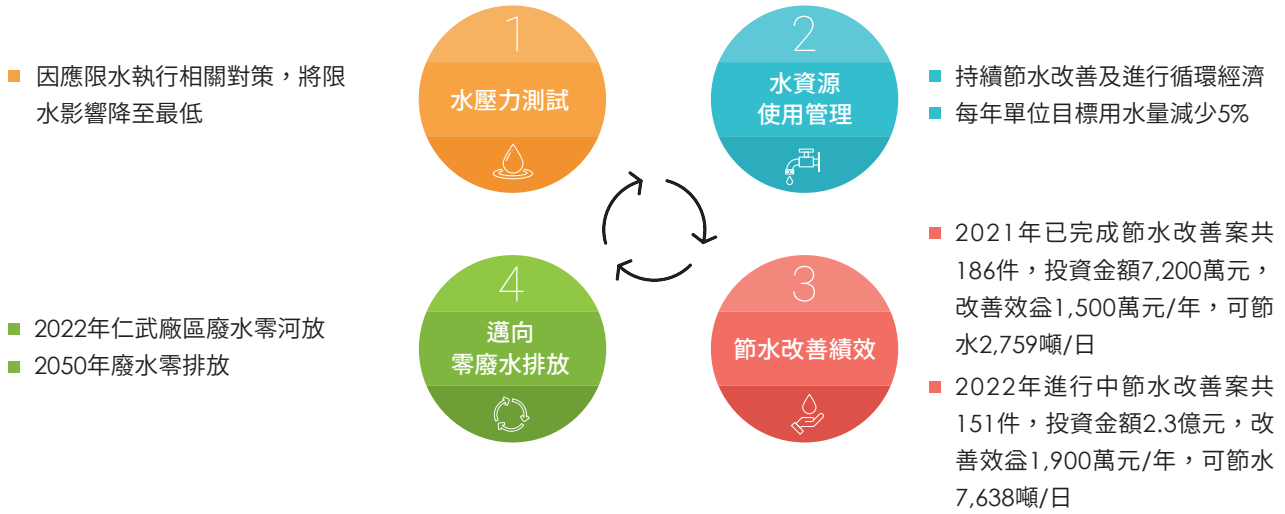 1
水壓力測試
因應限水執行相關對策，將限
水影響降至最低
2
水資源
使用管理
持續節水改善及進行循環經濟
每年單位目標用水量減少5%
3
節水改善績效
2021年已完成節水改善案共
186件，投資金額7,200萬元，
改善效益1,500萬元/年，可節
水2,759噸/日
2022年進行中節水改善案共
151件，投資金額2.3億元，改
善效益1,900萬元/年，可節水
7,638噸/日
4
邁向
零廢水排放
2022年仁武廠區廢水零河放
2050年廢水零排放